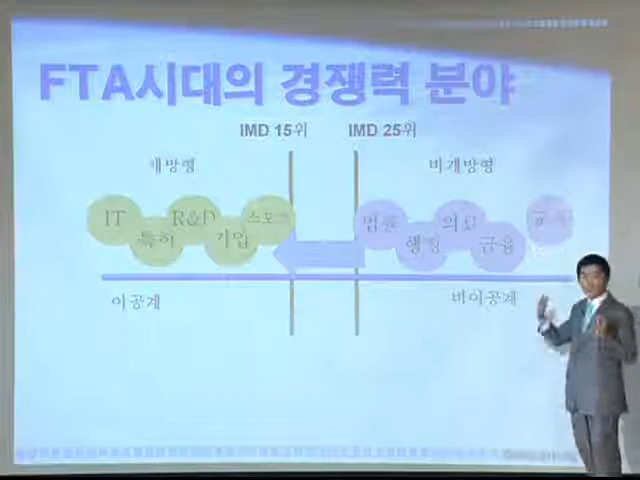 FTA시대의 경쟁력 분야
IMD 15위 IMD 25위
개방형 비개방형
IT 특허 R&D 기업 스포츠 법률 행정 의료 금융
이공계 비이공계